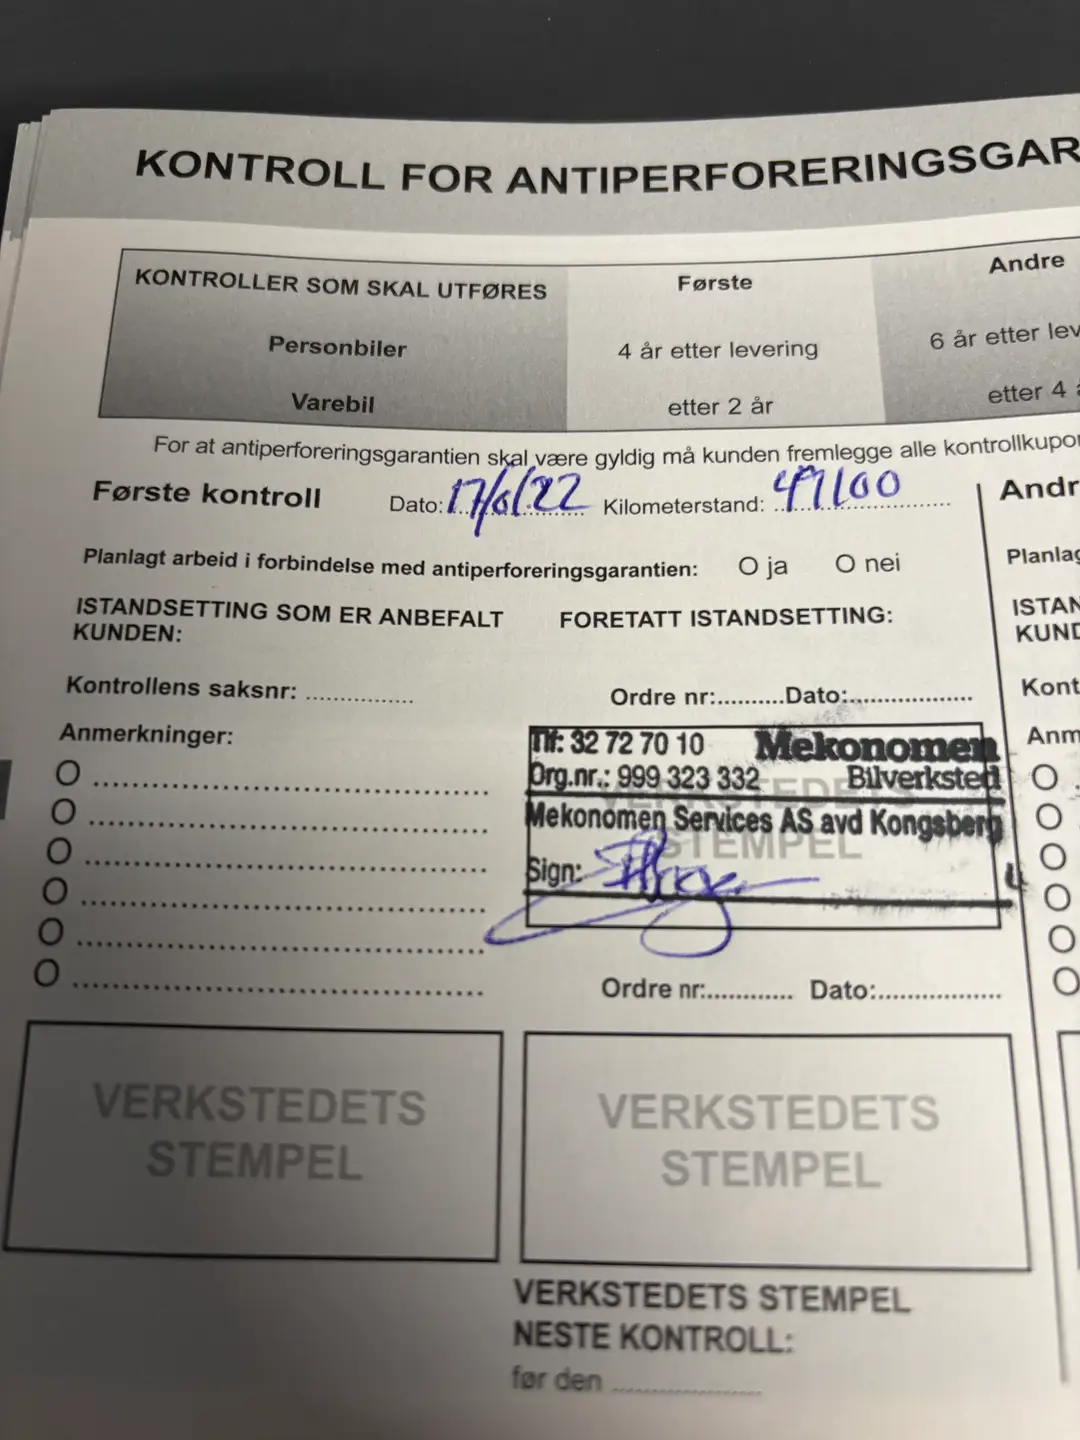 KONTROLL FOR ANTIPERFORERINGSGAR
KONTROLLER SOM SKAL UTFØRES Første Andre
Personbiler 4 år etter levering 6 år etter lev
Varebil etter 2 år etter 4
For at antiperforeringsgarantien skal være gyldig må kunden fremlegge alle kontrollkupo
Første kontroll Dato: 17/6/22 Kilometerstand: 49100 Andr
Planlagt arbeid i forbindelse med antiperforeringsgarantien: O ja O nei Planlag
ISTANDSETTING SOM ER ANBEFALT FORETATT ISTANDSETTING: ISTAN
KUNDEN: KUND
Kontrollens saksnr: .............. Ordre nr:..........Dato:.................. Kont
Anmerkninger: Anm
Tlf: 32 72 70 10 Mekonomen
Org.nr.: 999 323 332 Bilverksted
Mekonomen Services AS avd Kongsberg
VERKSTEDETS
STEMPEL
Sign:
Ordre nr:............. Dato:..................
VERKSTEDETS
STEMPEL
VERKSTEDETS
STEMPEL
VERKSTEDETS STEMPEL
NESTE KONTROLL:
før den ....................